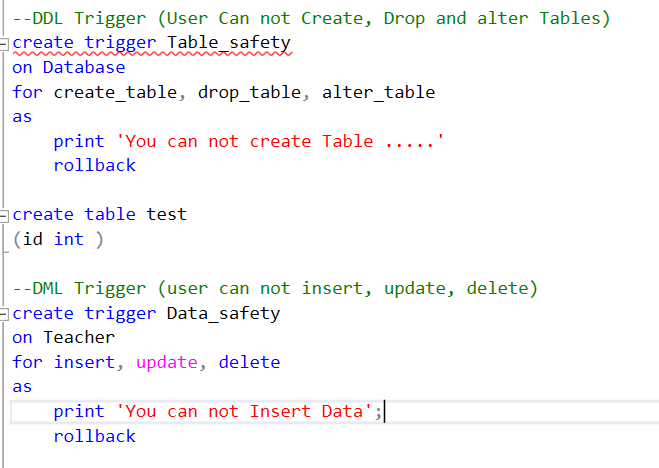 --DDL Trigger (User Can not Create, Drop and alter Tables)
create trigger Table_safety
on Database
for create_table, drop_table, alter_table
as
print 'You can not create Table .....'
rollback
create table test
(id int )
--DML Trigger (user can not insert, update, delete)
create trigger Data_safety
on Teacher
for insert, update, delete
as
print 'You can not Insert Data';
rollback